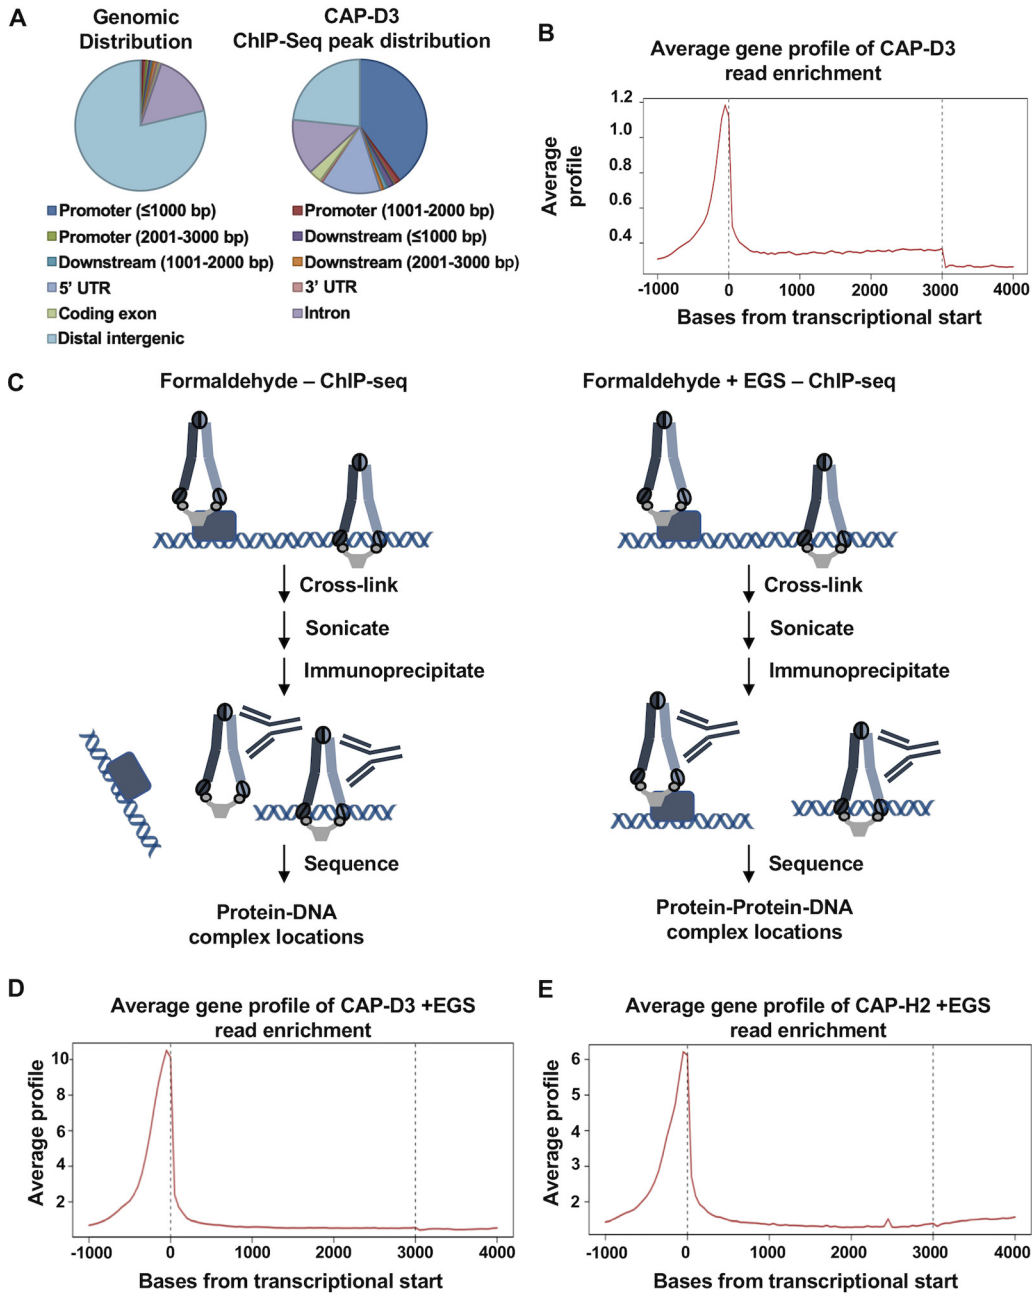 A
Genomic
Distribution
CAP-D3
ChIP-Seq peak distribution
Promoter (≤1000 bp)
Promoter (1001-2000 bp)
Promoter (2001-3000 bp)
Downstream (≤1000 bp)
Downstream (1001-2000 bp)
Downstream (2001-3000 bp)
5' UTR
3' UTR
Coding exon
Intron
Distal intergenic
B
Average gene profile of CAP-D3
read enrichment
Average
profile
1.2
1.0
0.8
0.6
0.4
-1000 0 1000 2000 3000 4000
Bases from transcriptional start
C
Formaldehyde – ChIP-seq
Cross-link
Sonicate
Immunoprecipitate
Sequence
Protein-DNA
complex locations
Formaldehyde + EGS – ChIP-seq
Cross-link
Sonicate
Immunoprecipitate
Sequence
Protein-Protein-DNA
complex locations
D
Average gene profile of CAP-D3 +EGS
read enrichment
Average profile
10
8
6
4
2
-1000 0 1000 2000 3000 4000
Bases from transcriptional start
E
Average gene profile of CAP-H2 +EGS
read enrichment
Average profile
6
5
4
3
2
-1000 0 1000 2000 3000 4000
Bases from transcriptional start